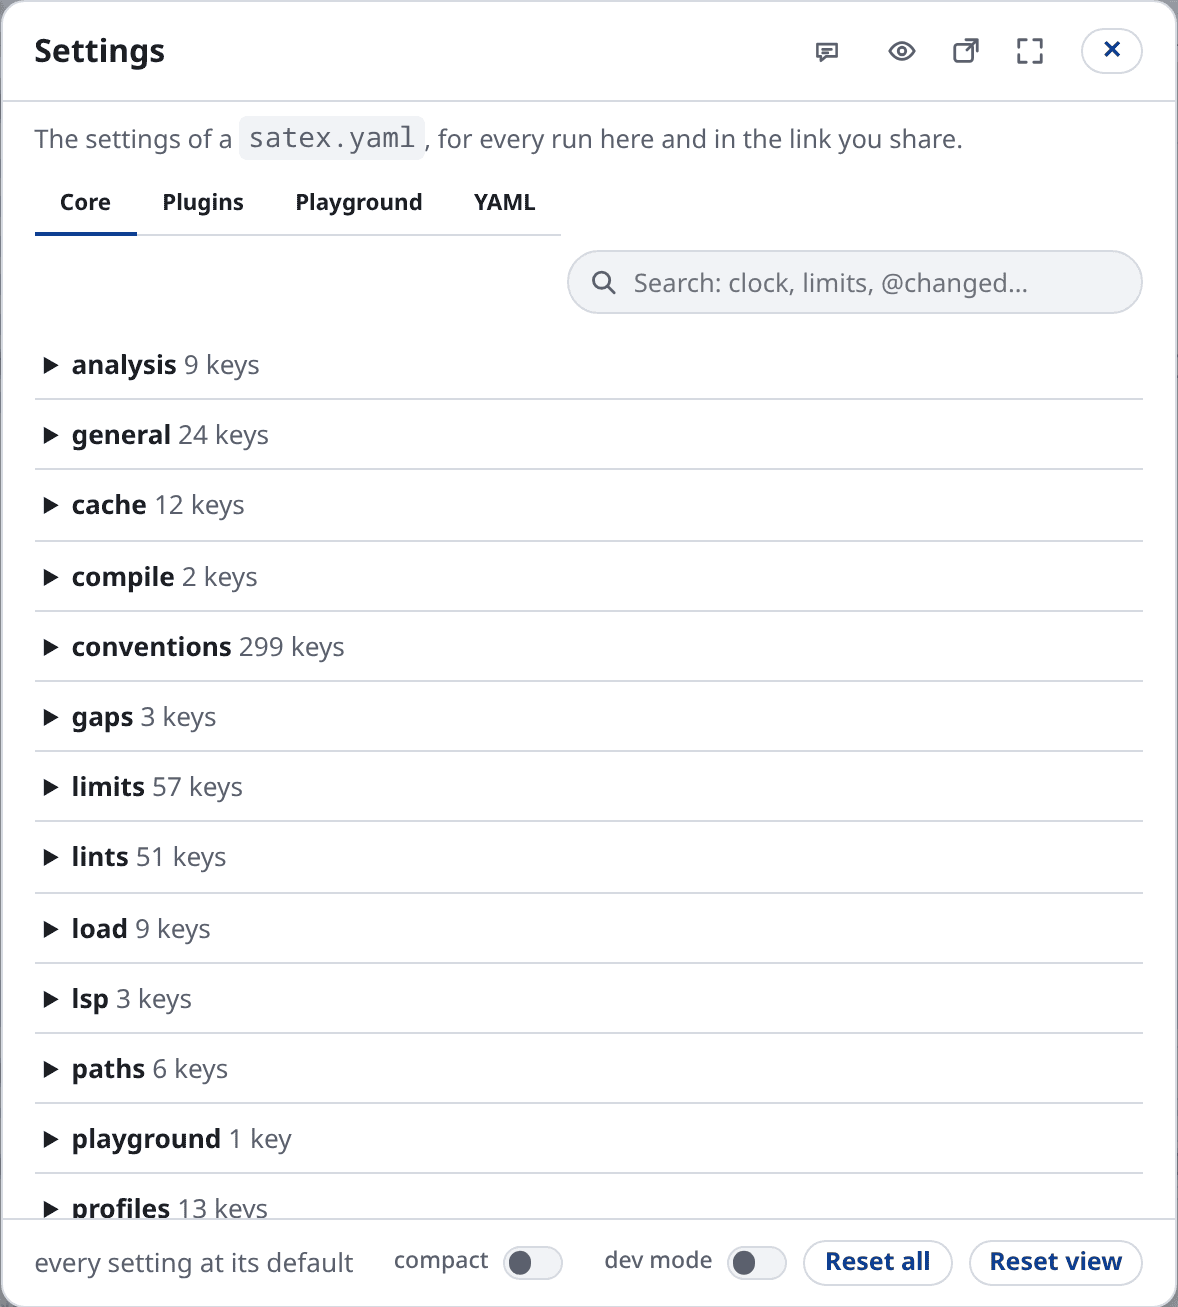 Settings
The settings of a satex.yaml, for every run here and in the link you share.
Core Plugins Playground YAML
Search: clock, limits, @changed...
analysis 9 keys
general 24 keys
cache 12 keys
compile 2 keys
conventions 299 keys
gaps 3 keys
limits 57 keys
lints 51 keys
load 9 keys
lsp 3 keys
paths 6 keys
playground 1 key
profiles 13 keys
every setting at its default compact dev mode Reset all Reset view